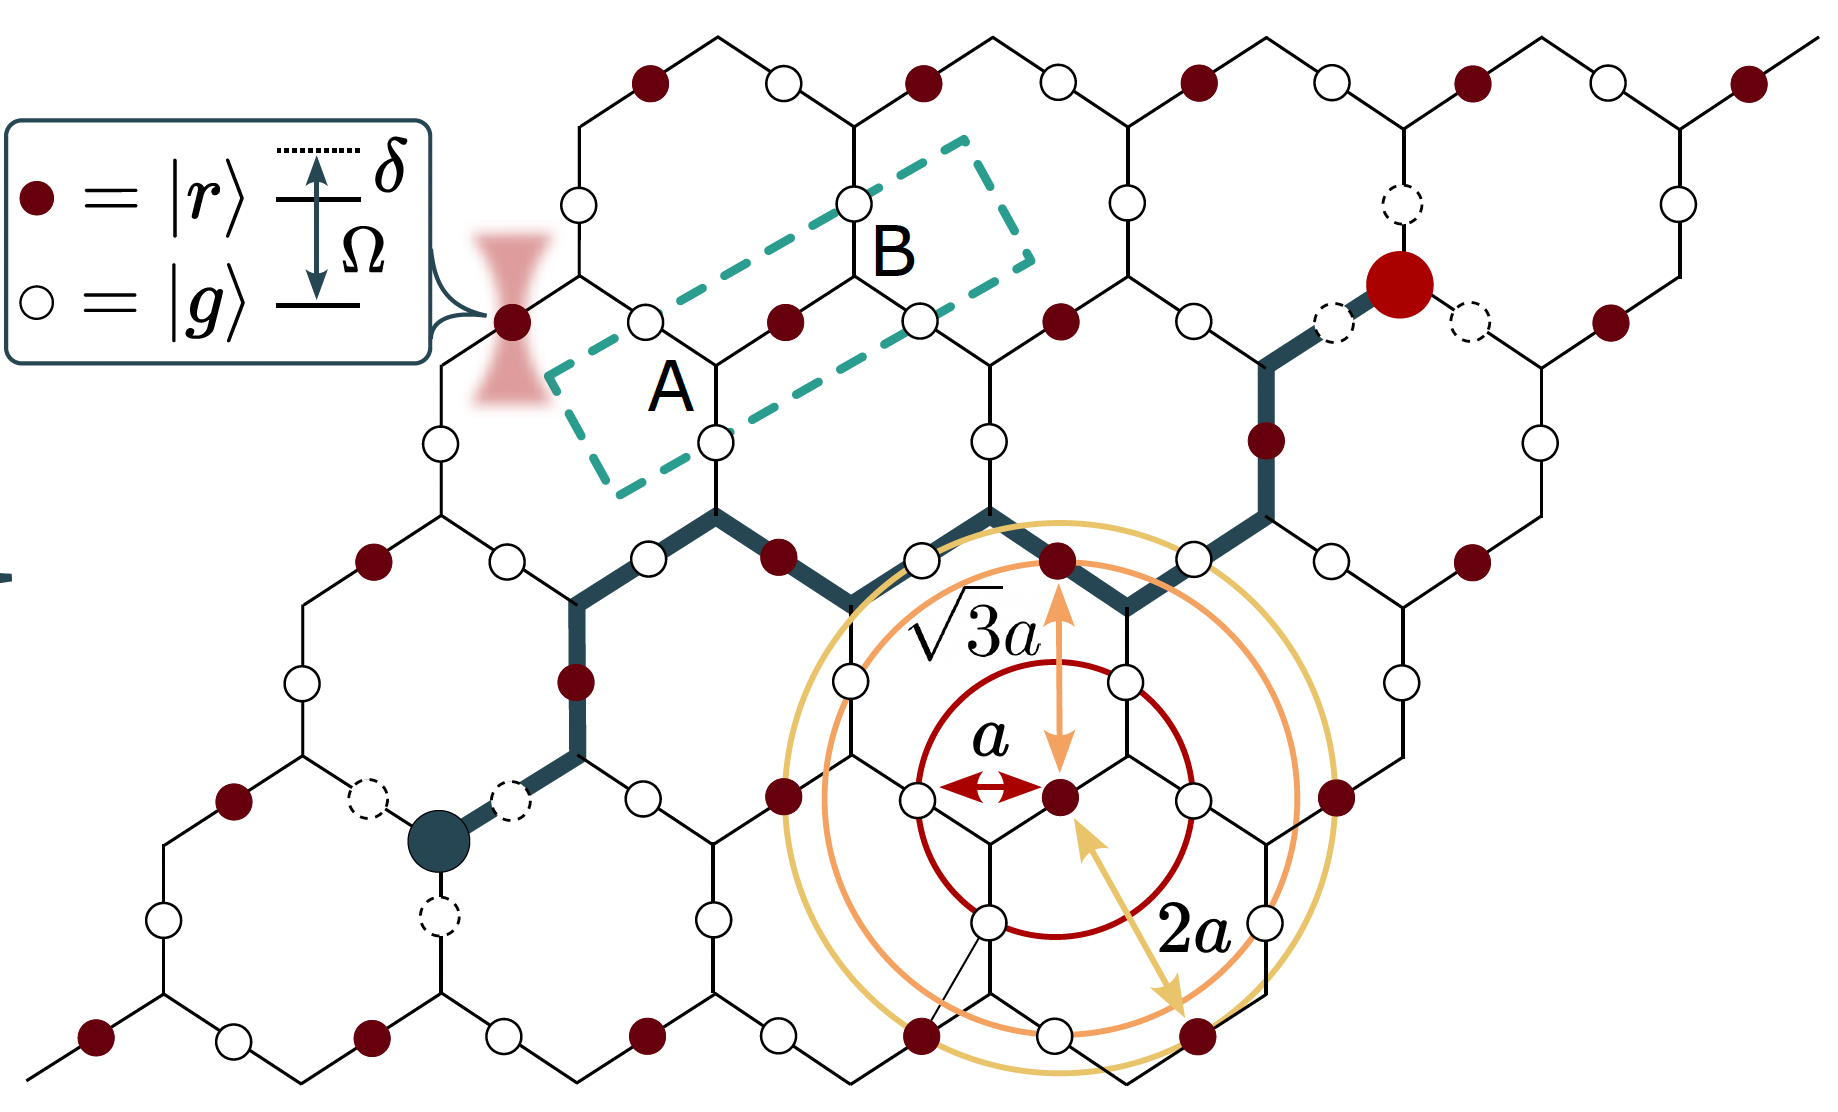 = |r⟩ δ
Ω
= |g⟩
B
A
√3a
a
2a